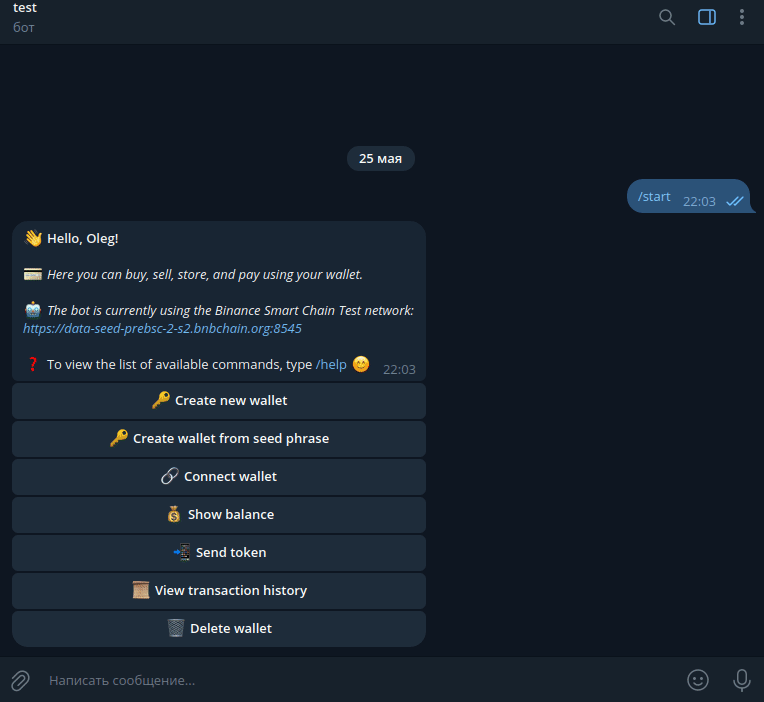 test
бот
25 мая
/start 22:03
👋 Hello, Oleg!
💳 Here you can buy, sell, store, and pay using your wallet.
🤖 The bot is currently using the Binance Smart Chain Test network:
https://data-seed-prebsc-2-s2.bnbchain.org:8545
❓ To view the list of available commands, type /help 😊 22:03
🔑 Create new wallet
🔑 Create wallet from seed phrase
🔗 Connect wallet
💰 Show balance
📲 Send token
📜 View transaction history
🗑 Delete wallet
Написать сообщение...